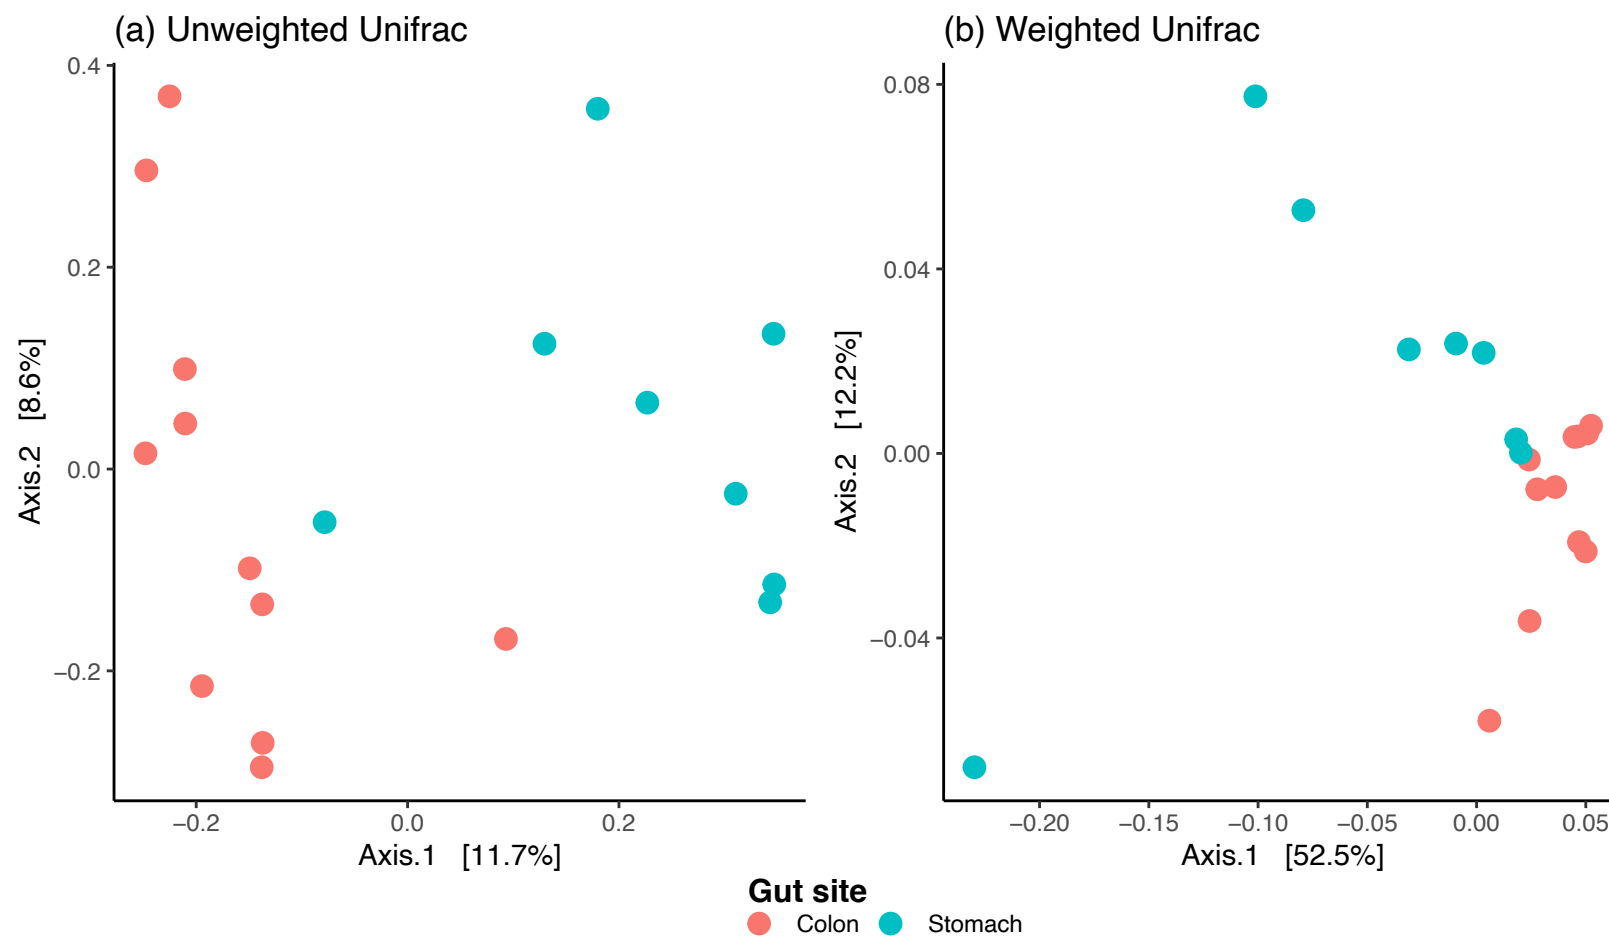 (a) Unweighted Unifrac
0.4
0.2
0.0
−0.2
Axis.2 [8.6%]
−0.2 0.0 0.2
Axis.1 [11.7%]
(b) Weighted Unifrac
0.08
0.04
0.00
−0.04
Axis.2 [12.2%]
−0.20 −0.15 −0.10 −0.05 0.00 0.05
Axis.1 [52.5%]
Gut site
Colon Stomach